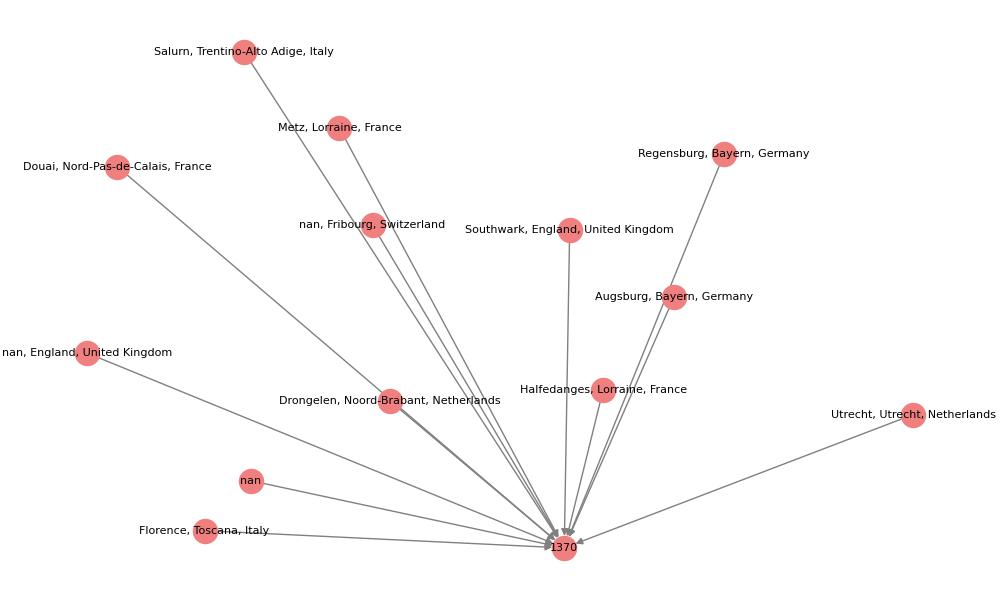 Salurn, Trentino-Alto Adige, Italy
Metz, Lorraine, France
Regensburg, Bayern, Germany
Douai, Nord-Pas-de-Calais, France
nan, Fribourg, Switzerland
Southwark, England, United Kingdom
Augsburg, Bayern, Germany
nan, England, United Kingdom
Halfedanges, Lorraine, France
Drongelen, Noord-Brabant, Netherlands
Utrecht, Utrecht, Netherlands
nan
Florence, Toscana, Italy
1370